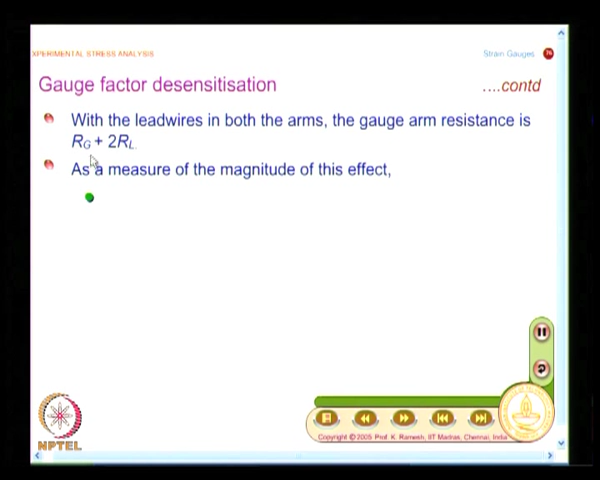 XPERIMENTAL STRESS ANALYSIS
Strain Gauges 76
Gauge factor desensitisation ....contd
With the leadwires in both the arms, the gauge arm resistance is
RG + 2RL.
As a measure of the magnitude of this effect,
NPTEL
Copyright © 2005 Prof. K. Ramesh, IIT Madras, Chennai, India